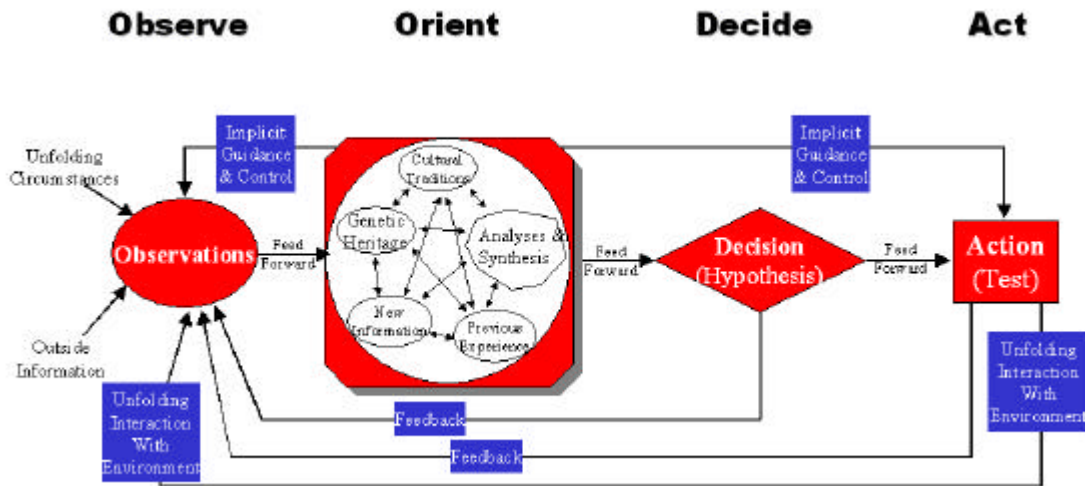 Observe Orient Decide Act
Implicit
Guidance
& Control
Implicit
Guidance
& Control
Unfolding
Circumstances
Cultural
Traditions
Genetic
Heritage
Analyses &
Synthesis
Observations
Feed
Forward
Feed
Forward
Decision
(Hypothesis)
Feed
Forward
Action
(Test)
New
Information
Previous
Experience
Outside
Information
Unfolding
Interaction
With
Environment
Unfolding
Interaction
With
Environment
Feedback
Feedback